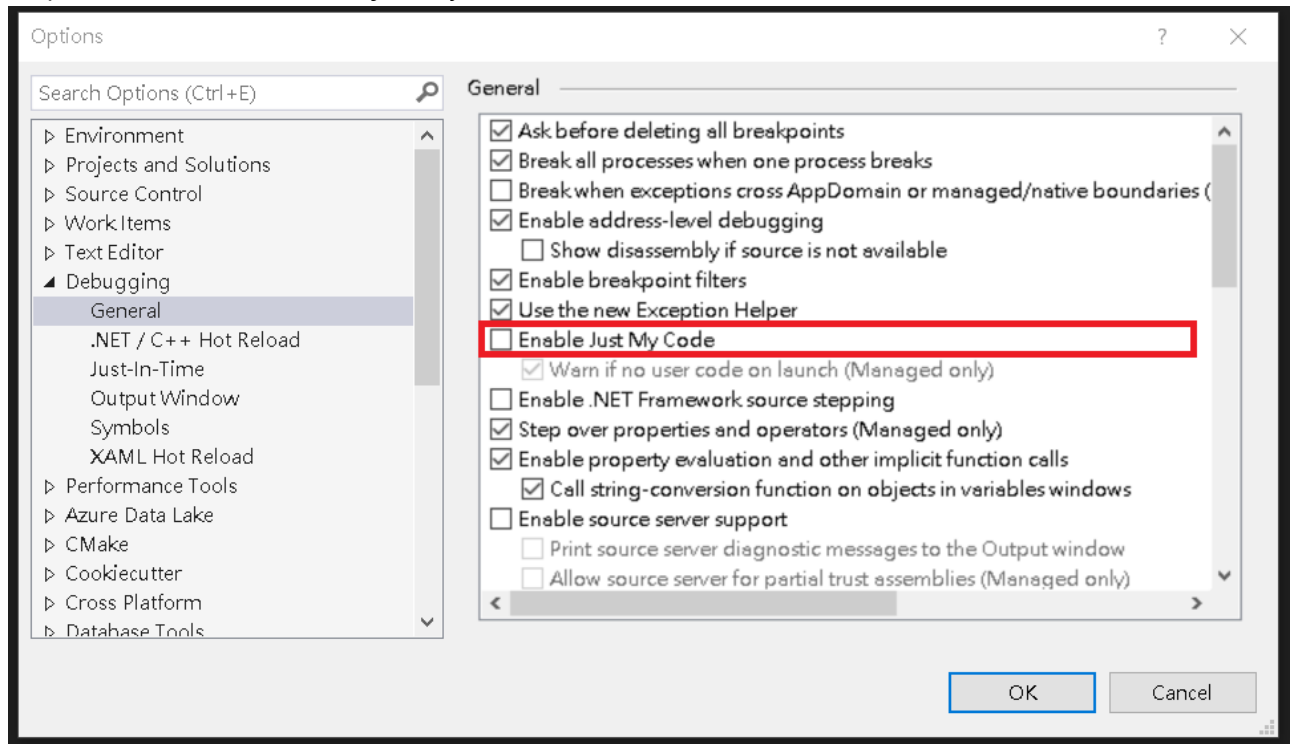 Options
?
Search Options (Ctrl+E)
Environment
Projects and Solutions
Source Control
Work Items
Text Editor
Debugging
General
.NET / C++ Hot Reload
Just-In-Time
Output Window
Symbols
XAML Hot Reload
Performance Tools
Azure Data Lake
CMake
Cookiecutter
Cross Platform
Database Tools
General
Ask before deleting all breakpoints
Break all processes when one process breaks
Break when exceptions cross AppDomain or managed/native boundaries (
Enable address-level debugging
Show disassembly if source is not available
Enable breakpoint filters
Use the new Exception Helper
Enable Just My Code
Warn if no user code on launch (Managed only)
Enable .NET Framework source stepping
Step over properties and operators (Managed only)
Enable property evaluation and other implicit function calls
Call string-conversion function on objects in variables windows
Enable source server support
Print source server diagnostic messages to the Output window
Allow source server for partial trust assemblies (Managed only)
OK
Cancel